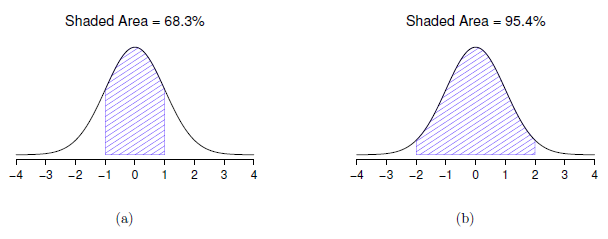 Shaded Area = 68.3%
−4 −3 −2 −1 0 1 2 3 4
(a)
Shaded Area = 95.4%
−4 −3 −2 −1 0 1 2 3 4
(b)